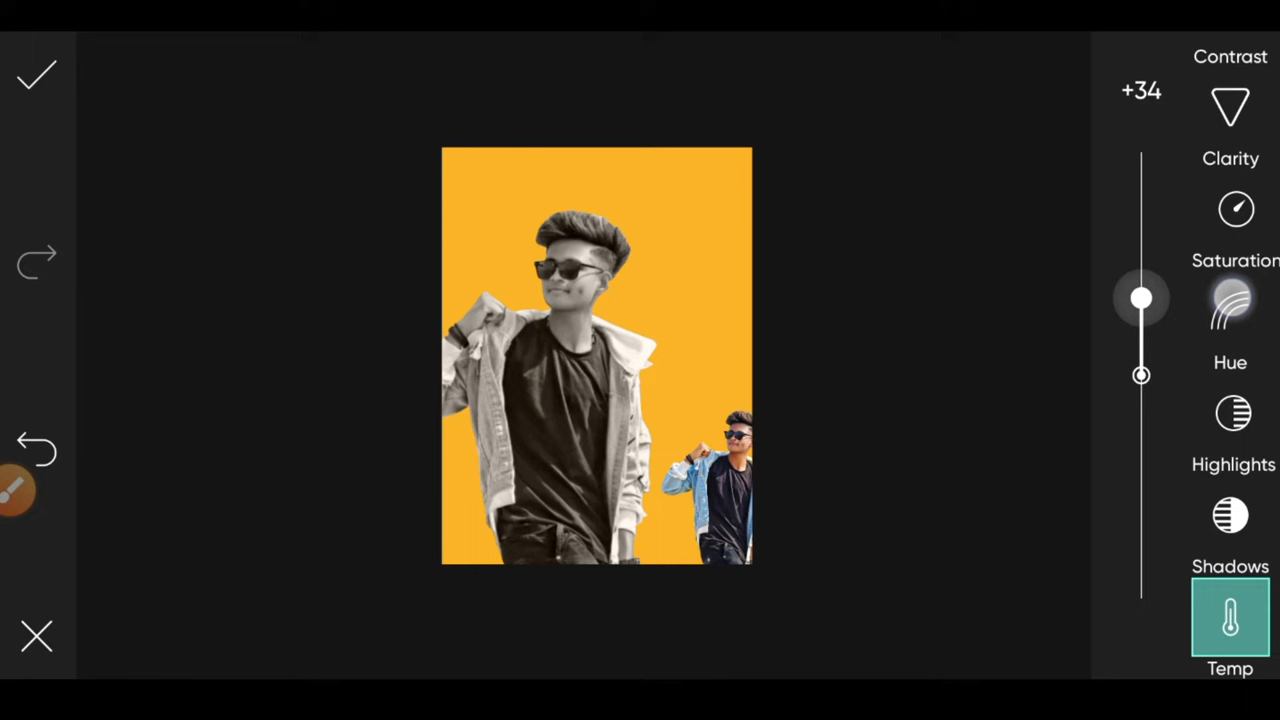 Contrast
+34
Clarity
Saturation
Hue
Highlights
Shadows
Temp